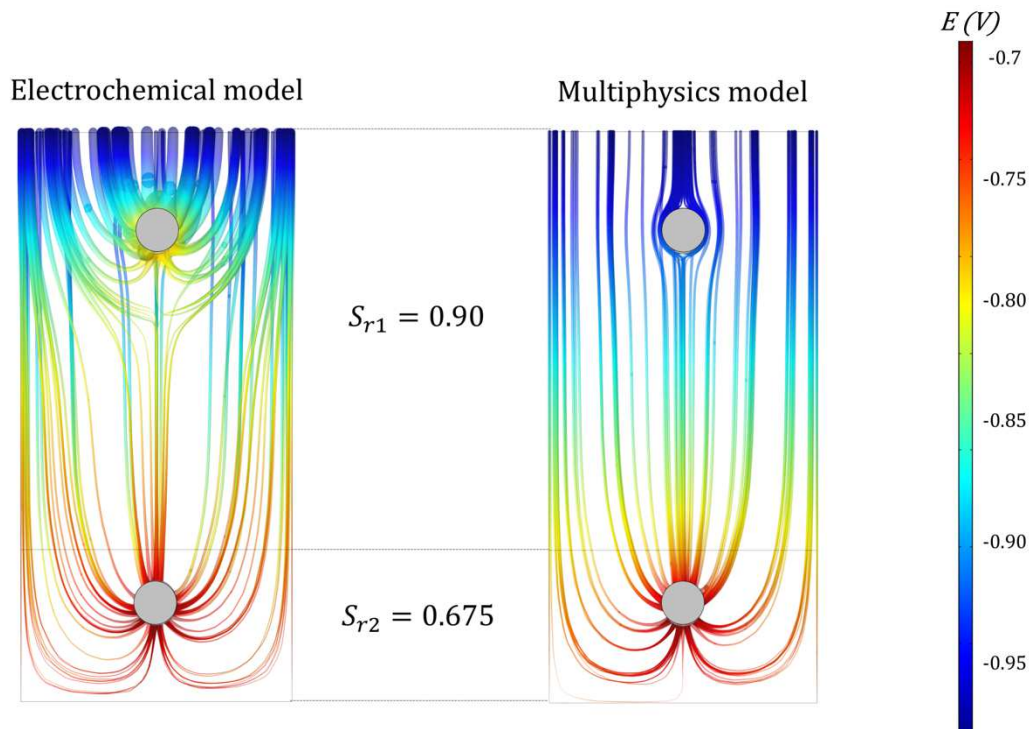 E (V)
Electrochemical model
Multiphysics model
S_{r1} = 0.90
S_{r2} = 0.675
-0.7
-0.75
-0.80
-0.85
-0.90
-0.95